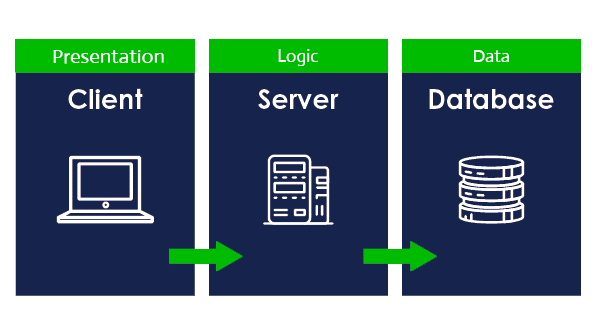 Presentation
Client
Logic
Server
Data
Database